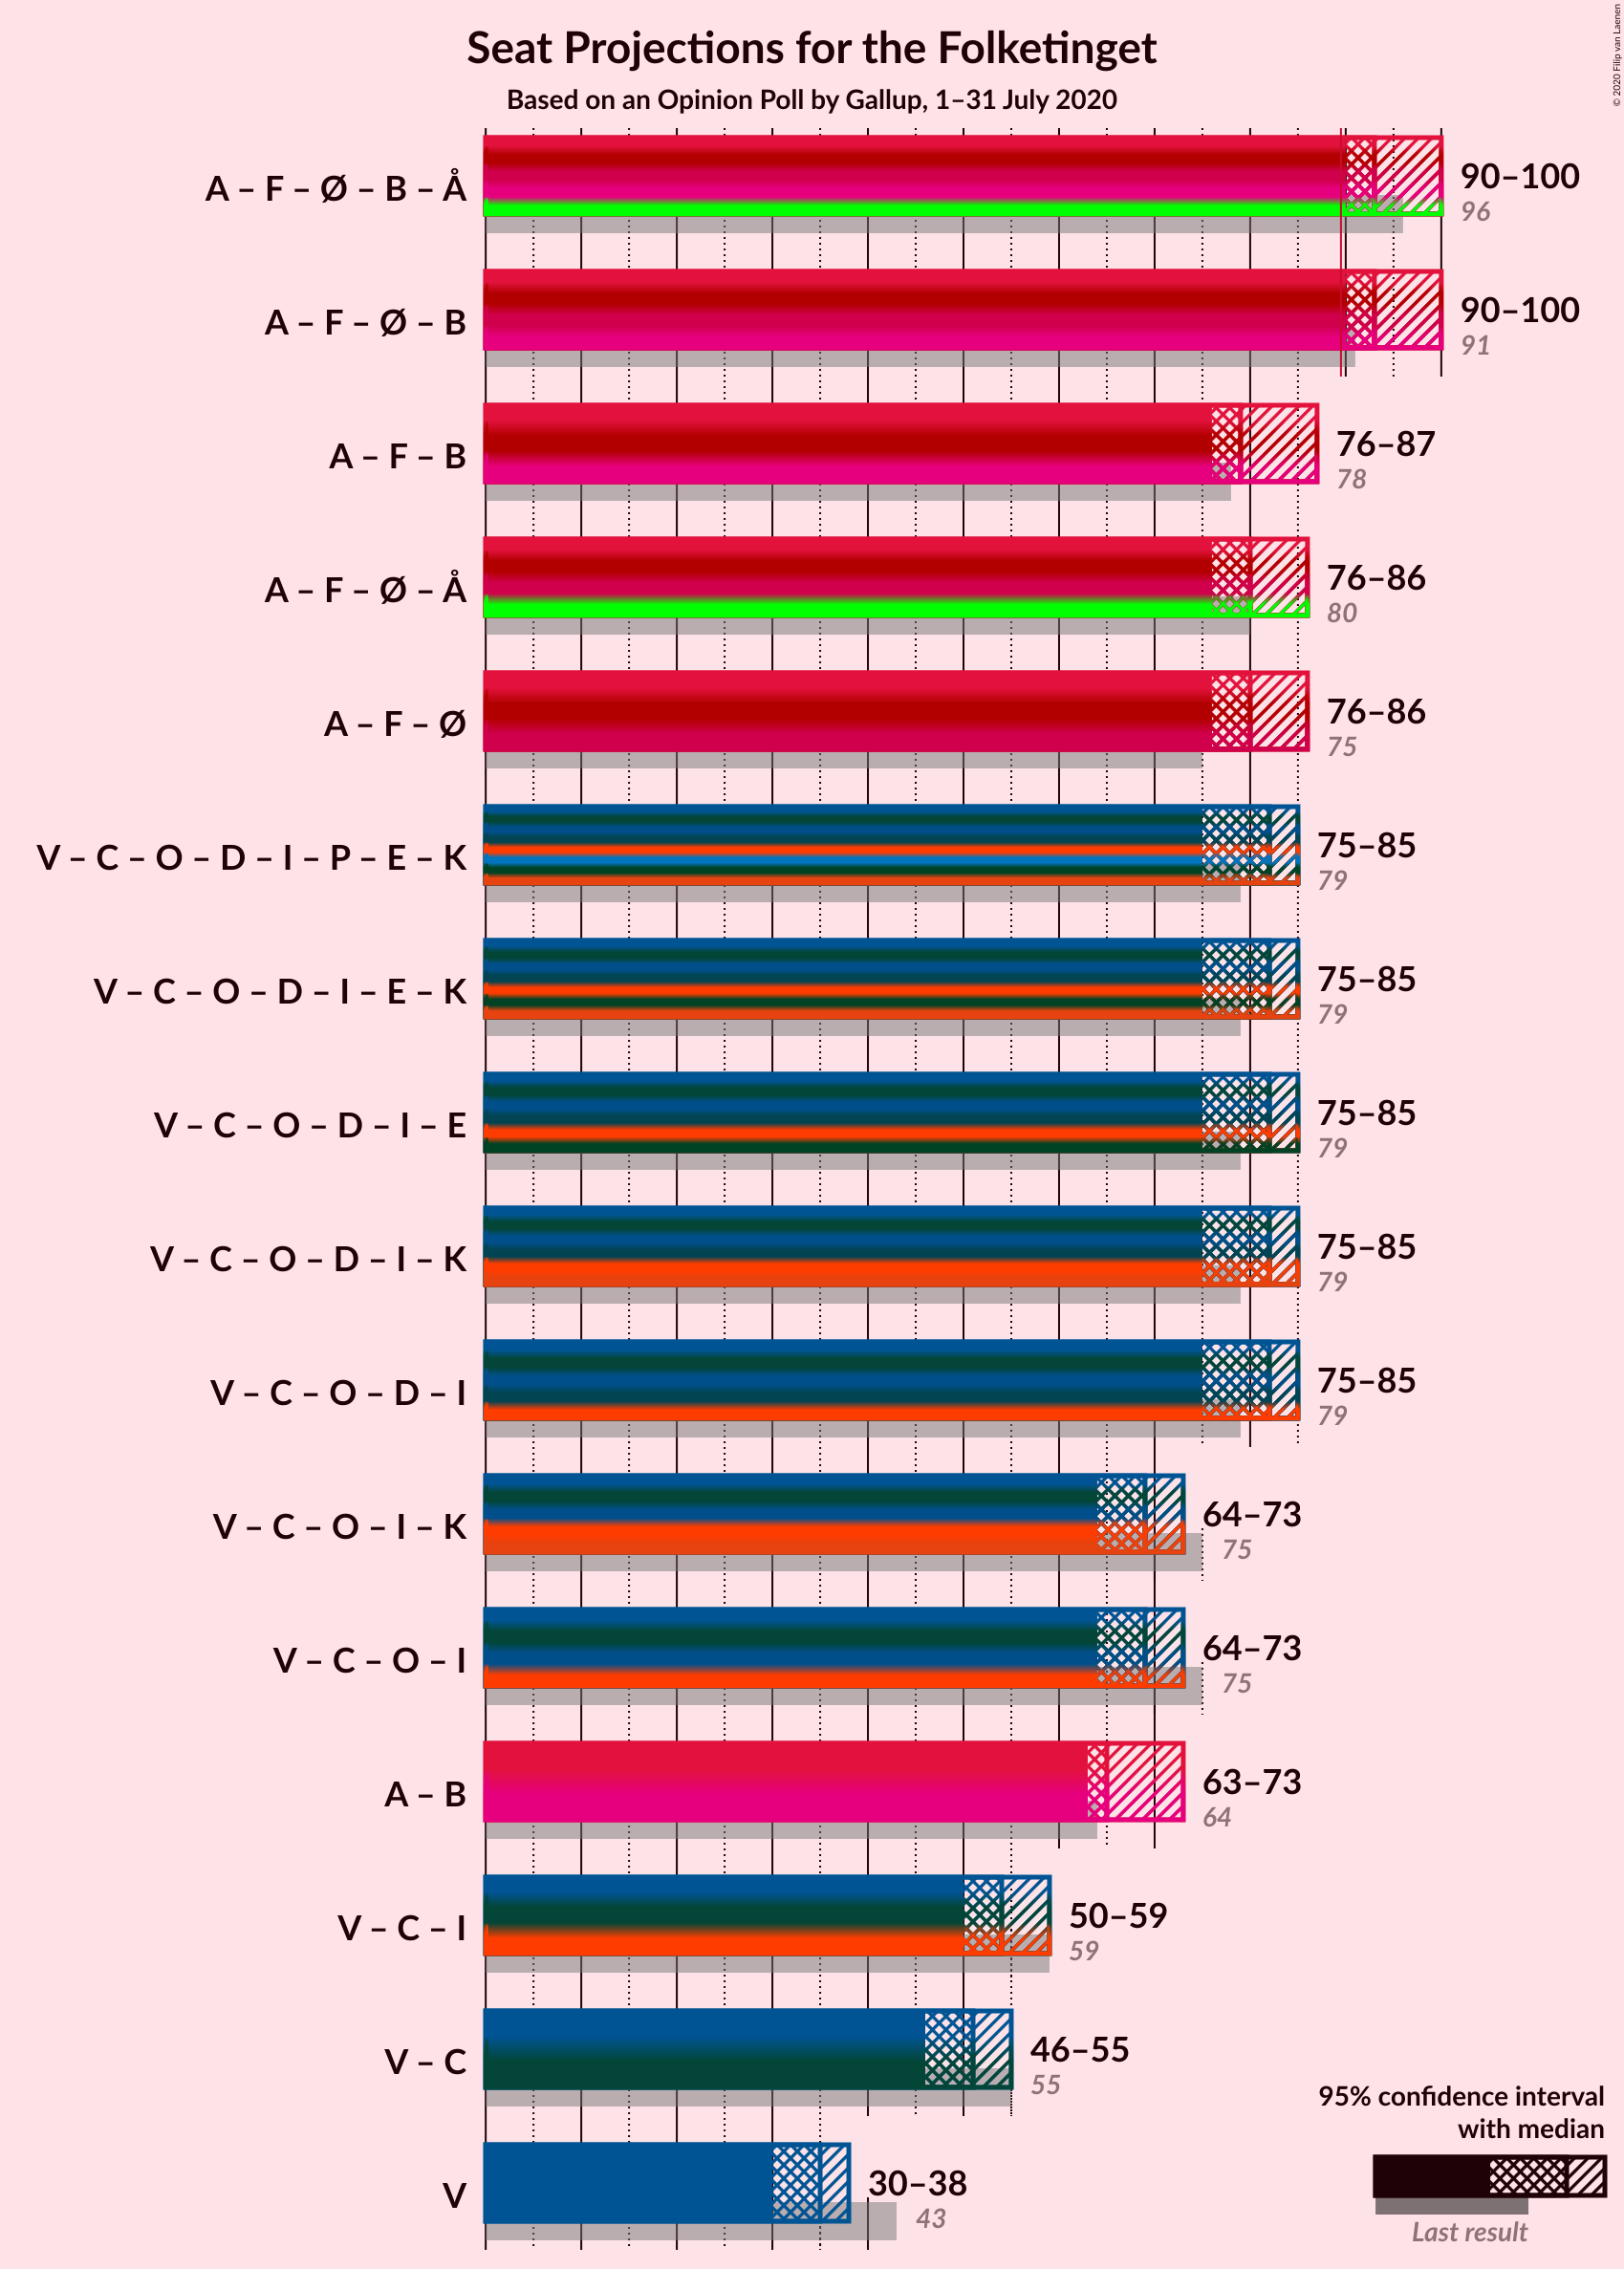 © 2020 Filip van Laenen
Seat Projections for the Folketinget
Based on an Opinion Poll by Gallup, 1–31 July 2020
A – F – Ø – B – Å
90–100
96
A – F – Ø – B
90–100
91
A – F – B
76–87
78
A – F – Ø – Å
76–86
80
A – F – Ø
76–86
75
V – C – O – D – I – P – E – K
75–85
79
V – C – O – D – I – E – K
75–85
79
V – C – O – D – I – E
75–85
79
V – C – O – D – I – K
75–85
79
V – C – O – D – I
75–85
79
V – C – O – I – K
64–73
75
V – C – O – I
64–73
75
A – B
63–73
64
V – C – I
50–59
59
V – C
46–55
55
V
30–38
43
95% confidence interval
with median
Last result